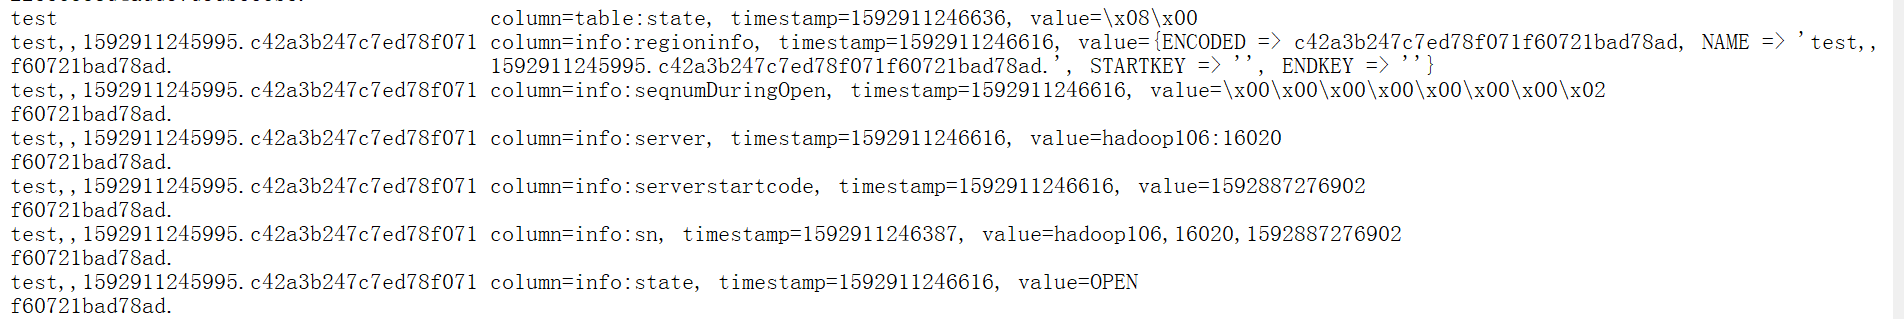 test                                    column=table:state, timestamp=1592911246636, value=\x08\x00
test,,1592911245995.c42a3b247c7ed78f071 column=info:regioninfo, timestamp=1592911246616, value={ENCODED => c42a3b247c7ed78f071f60721bad78ad, NAME => 'test,,
f60721bad78ad.                          1592911245995.c42a3b247c7ed78f071f60721bad78ad.', STARTKEY => '', ENDKEY => ''}
test,,1592911245995.c42a3b247c7ed78f071 column=info:seqnumDuringOpen, timestamp=1592911246616, value=\x00\x00\x00\x00\x00\x00\x00\x02
f60721bad78ad.
test,,1592911245995.c42a3b247c7ed78f071 column=info:server, timestamp=1592911246616, value=hadoop106:16020
f60721bad78ad.
test,,1592911245995.c42a3b247c7ed78f071 column=info:serverstartcode, timestamp=1592911246616, value=1592887276902
f60721bad78ad.
test,,1592911245995.c42a3b247c7ed78f071 column=info:sn, timestamp=1592911246387, value=hadoop106,16020,1592887276902
f60721bad78ad.
test,,1592911245995.c42a3b247c7ed78f071 column=info:state, timestamp=1592911246616, value=OPEN
f60721bad78ad.